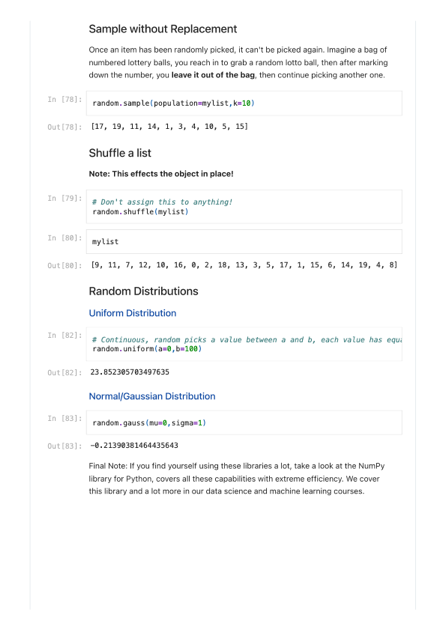 Sample without Replacement
Once an item has been randomly picked, it can't be picked again. Imagine a bag of
numbered lottery balls, you reach in to grab a random lotto ball, then after marking
down the number, you leave it out of the bag, then continue picking another one.
In [78]: random.sample(population=mylist,k=10)
Out[78]: [17, 19, 11, 14, 1, 3, 4, 10, 5, 15]
Shuffle a list
Note: This effects the object in place!
In [79]: # Don't assign this to anything!
random.shuffle(mylist)
In [80]: mylist
Out[80]: [9, 11, 7, 12, 10, 16, 0, 2, 18, 13, 3, 5, 17, 1, 15, 6, 14, 19, 4, 8]
Random Distributions
Uniform Distribution
In [82]: # Continuous, random picks a value between a and b, each value has equa
random.uniform(a=0,b=100)
Out[82]: 23.852305703497635
Normal/Gaussian Distribution
In [83]: random.gauss(mu=0,sigma=1)
Out[83]: -0.21390381464435643
Final Note: If you find yourself using these libraries a lot, take a look at the NumPy
library for Python, covers all these capabilities with extreme efficiency. We cover
this library and a lot more in our data science and machine learning courses.